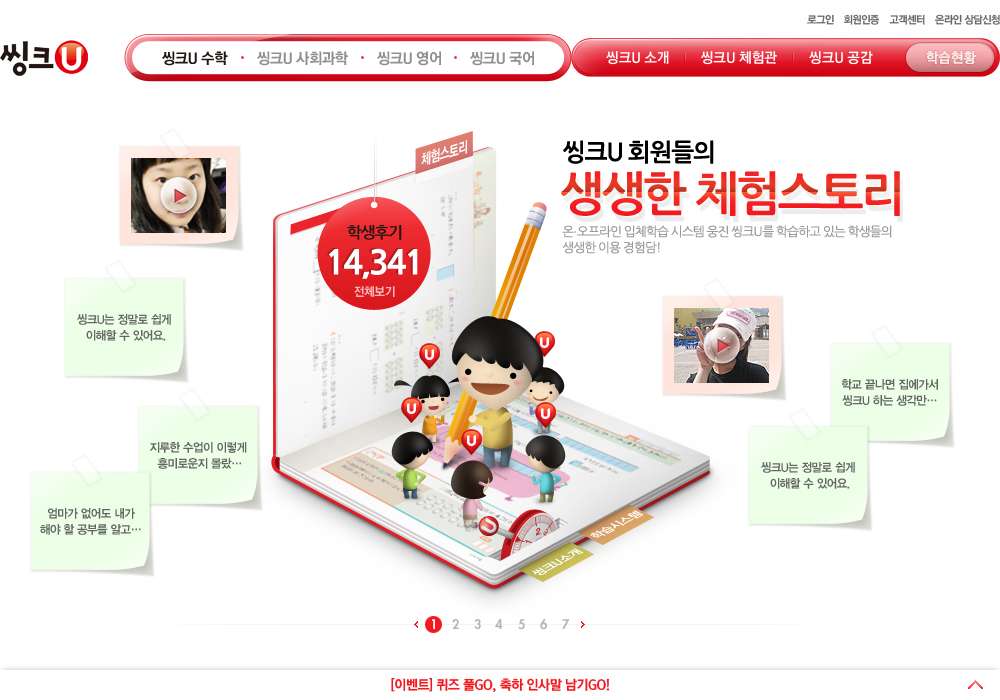 로그인 회원인증 고객센터 온라인 상담신청
씽크U
씽크U 수학 · 씽크U 사회과학 · 씽크U 영어 · 씽크U 국어
씽크U 소개 씽크U 체험관 씽크U 공감 학습현황
체험스토리
씽크U 회원들의
생생한 체험스토리
온·오프라인 입체학습 시스템 웅진 씽크U를 학습하고 있는 학생들의
생생한 이용 경험담!
학생후기
14,341
전체보기
씽크U는 정말로 쉽게
이해할 수 있어요.
지루한 수업이 이렇게
흥미로운지 몰랐…
엄마가 없어도 내가
해야 할 공부를 알고…
학교 끝나면 집에가서
씽크U 하는 생각만…
씽크U는 정말로 쉽게
이해할 수 있어요.
U
U
U
U
U
U
학습시스템
씽크U소개
1 2 3 4 5 6 7
[이벤트] 퀴즈 풀GO, 축하 인사말 남기GO!